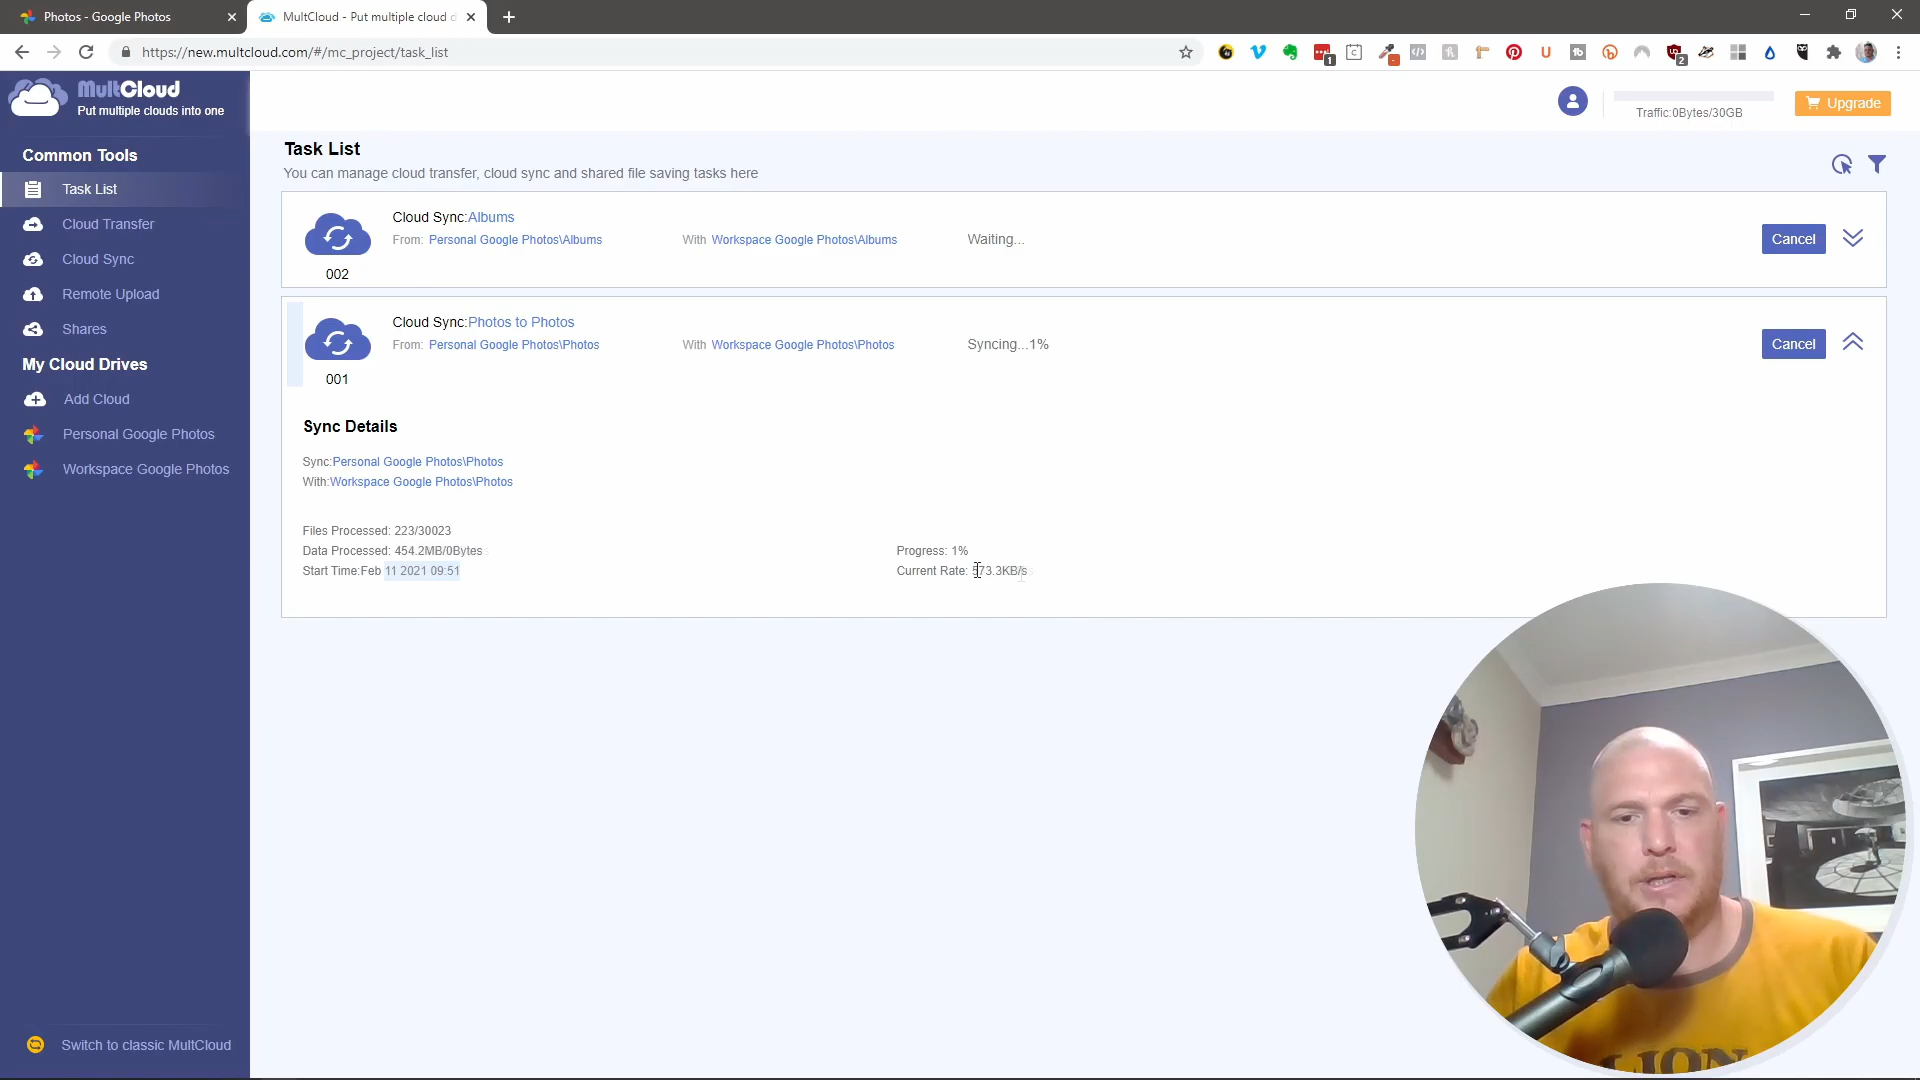 Photos - Google Photos
MultCloud - Put multiple cloud d
https://new.multcloud.com/#/mc_project/task_list
MultCloud
Put multiple clouds into one
Traffic:0Bytes/30GB
Upgrade
Common Tools
Task List
Cloud Transfer
Cloud Sync
Remote Upload
Shares
My Cloud Drives
Add Cloud
Personal Google Photos
Workspace Google Photos
Switch to classic MultCloud
Task List
You can manage cloud transfer, cloud sync and shared file saving tasks here
Cloud Sync:Albums
From: Personal Google Photos\Albums With Workspace Google Photos\Albums Waiting... Cancel
002
Cloud Sync:Photos to Photos
From: Personal Google Photos\Photos With Workspace Google Photos\Photos Syncing...1% Cancel
001
Sync Details
Sync:Personal Google Photos\Photos
With:Workspace Google Photos\Photos
Files Processed: 223/30023
Data Processed: 454.2MB/0Bytes Progress: 1%
Start Time:Feb 11 2021 09:51 Current Rate: 573.3KB/s
LION